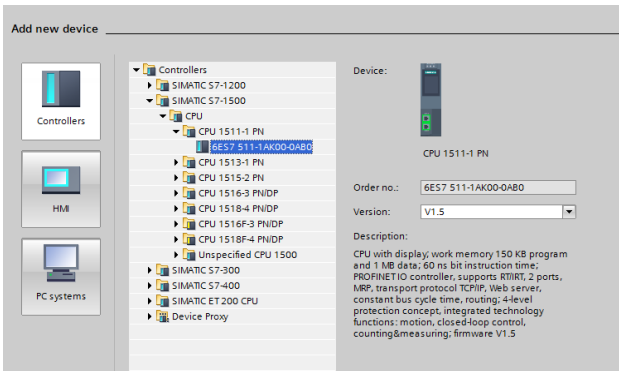 Add new device
Controllers
HMI
PC systems
Controllers
SIMATIC S7-1200
SIMATIC S7-1500
CPU
CPU 1511-1 PN
6ES7 511-1AK00-0AB0
CPU 1513-1 PN
CPU 1515-2 PN
CPU 1516-3 PN/DP
CPU 1518-4 PN/DP
CPU 1516F-3 PN/DP
CPU 1518F-4 PN/DP
Unspecified CPU 1500
SIMATIC S7-300
SIMATIC S7-400
SIMATIC ET 200 CPU
Device Proxy
Device:
CPU 1511-1 PN
Order no.: 6ES7 511-1AK00-0AB0
Version: V1.5
Description:
CPU with display; work memory 150 KB program
and 1 MB data; 60 ns bit instruction time;
PROFINET IO controller, supports RT/IRT, 2 ports,
MRP, transport protocol TCP/IP, Web server,
constant bus cycle time, routing; 4-level
protection concept, integrated technology
functions: motion, closed-loop control,
counting&measuring; firmware V1.5